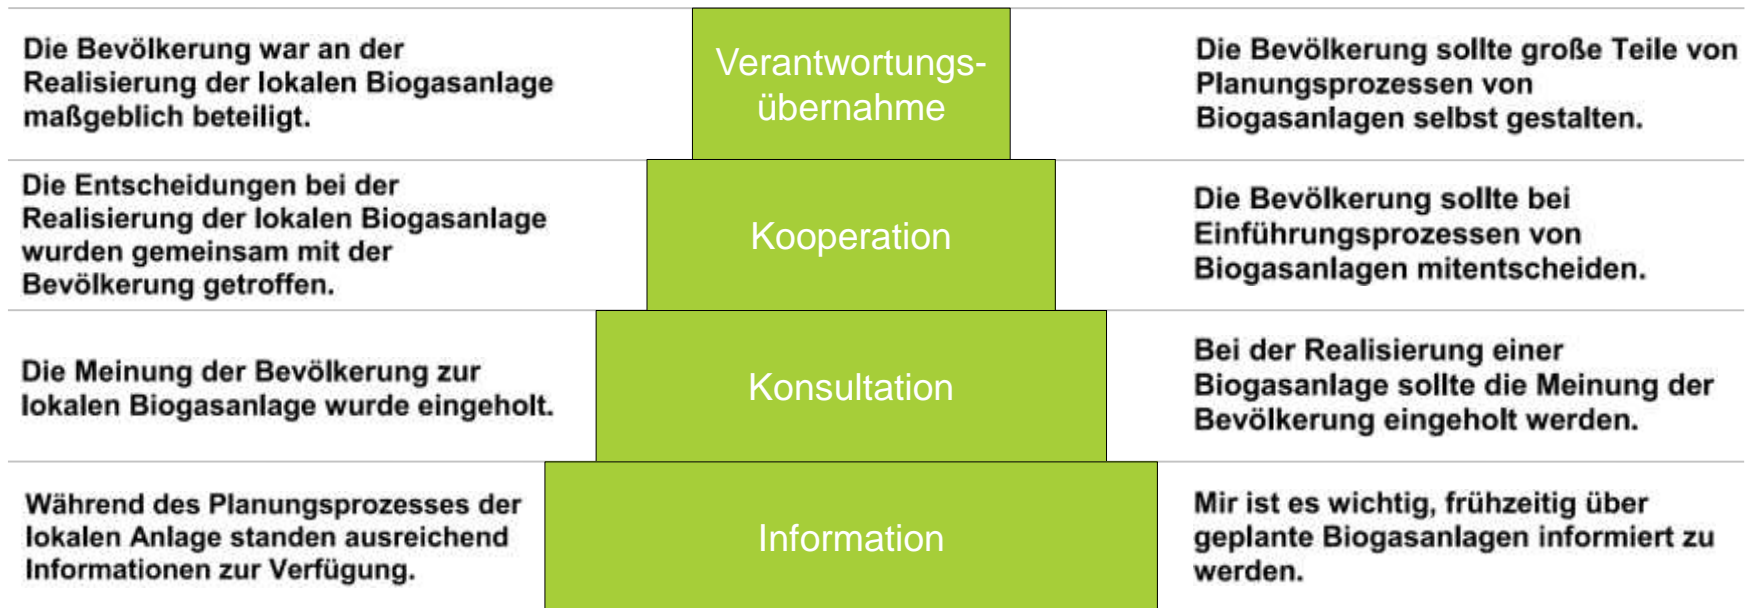 Die Bevölkerung war an der
Realisierung der lokalen Biogasanlage
maßgeblich beteiligt.
Verantwortungs-
übernahme
Die Bevölkerung sollte große Teile von
Planungsprozessen von
Biogasanlagen selbst gestalten.
Die Entscheidungen bei der
Realisierung der lokalen Biogasanlage
wurden gemeinsam mit der
Bevölkerung getroffen.
Kooperation
Die Bevölkerung sollte bei
Einführungsprozessen von
Biogasanlagen mitentscheiden.
Die Meinung der Bevölkerung zur
lokalen Biogasanlage wurde eingeholt.
Konsultation
Bei der Realisierung einer
Biogasanlage sollte die Meinung der
Bevölkerung eingeholt werden.
Während des Planungsprozesses der
lokalen Anlage standen ausreichend
Informationen zur Verfügung.
Information
Mir ist es wichtig, frühzeitig über
geplante Biogasanlagen informiert zu
werden.